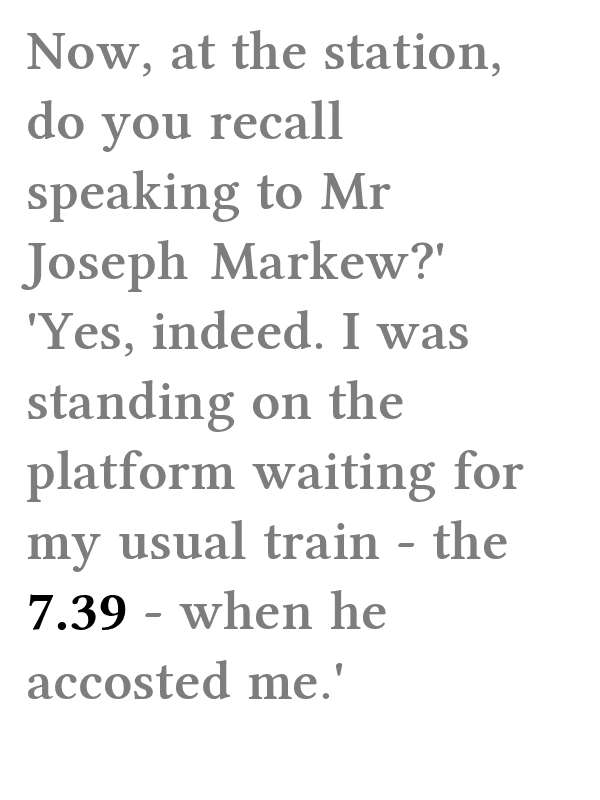 Now, at the station,
do you recall
speaking to Mr
Joseph Markew?'
'Yes, indeed. I was
standing on the
platform waiting for
my usual train - the
7.39 - when he
accosted me.'